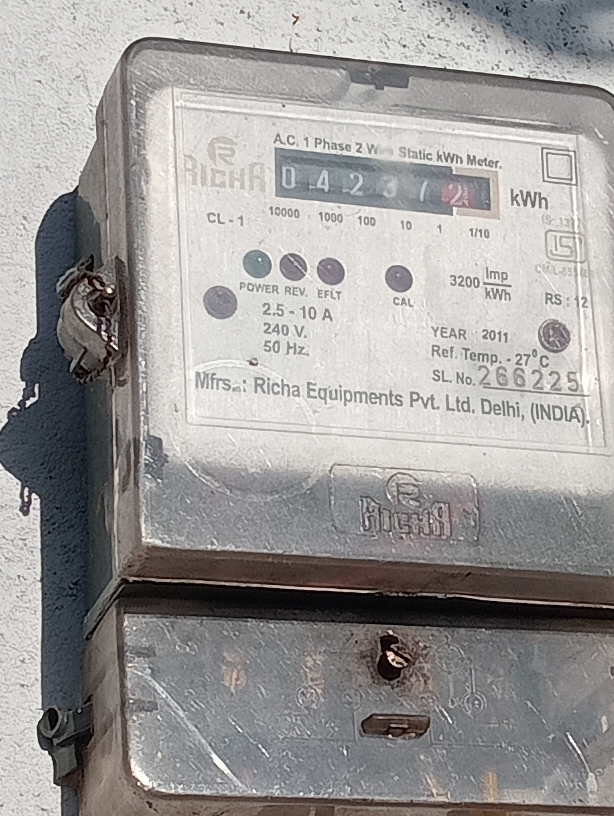 A.C. 1 Phase 2 W Static kWh Meter.
RICHA
0 4 2 3 7 2
kWh
CL - 1
10000 1000 100 10 1 1/10
POWER REV. EFLT
CAL
3200 Imp/kWh
RS : 12
2.5 - 10 A
240 V.
50 Hz.
YEAR : 2011
Ref. Temp. - 27°C
SL. No. 266225
Mfrs.: Richa Equipments Pvt. Ltd. Delhi, (INDIA).
RICHA